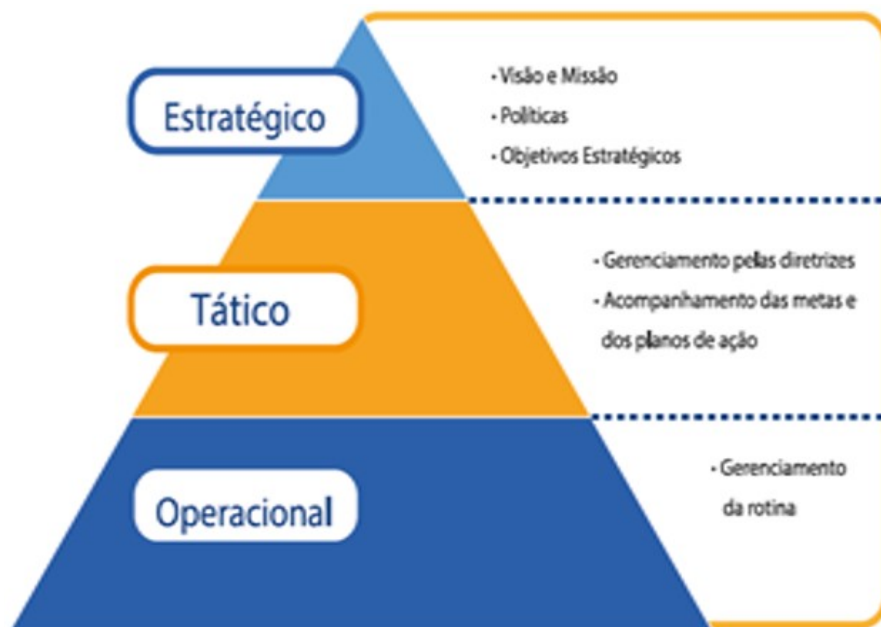 Estratégico
• Visão e Missão
• Políticas
• Objetivos Estratégicos
Tático
• Gerenciamento pelas diretrizes
• Acompanhamento das metas e
dos planos de ação
Operacional
• Gerenciamento
da rotina